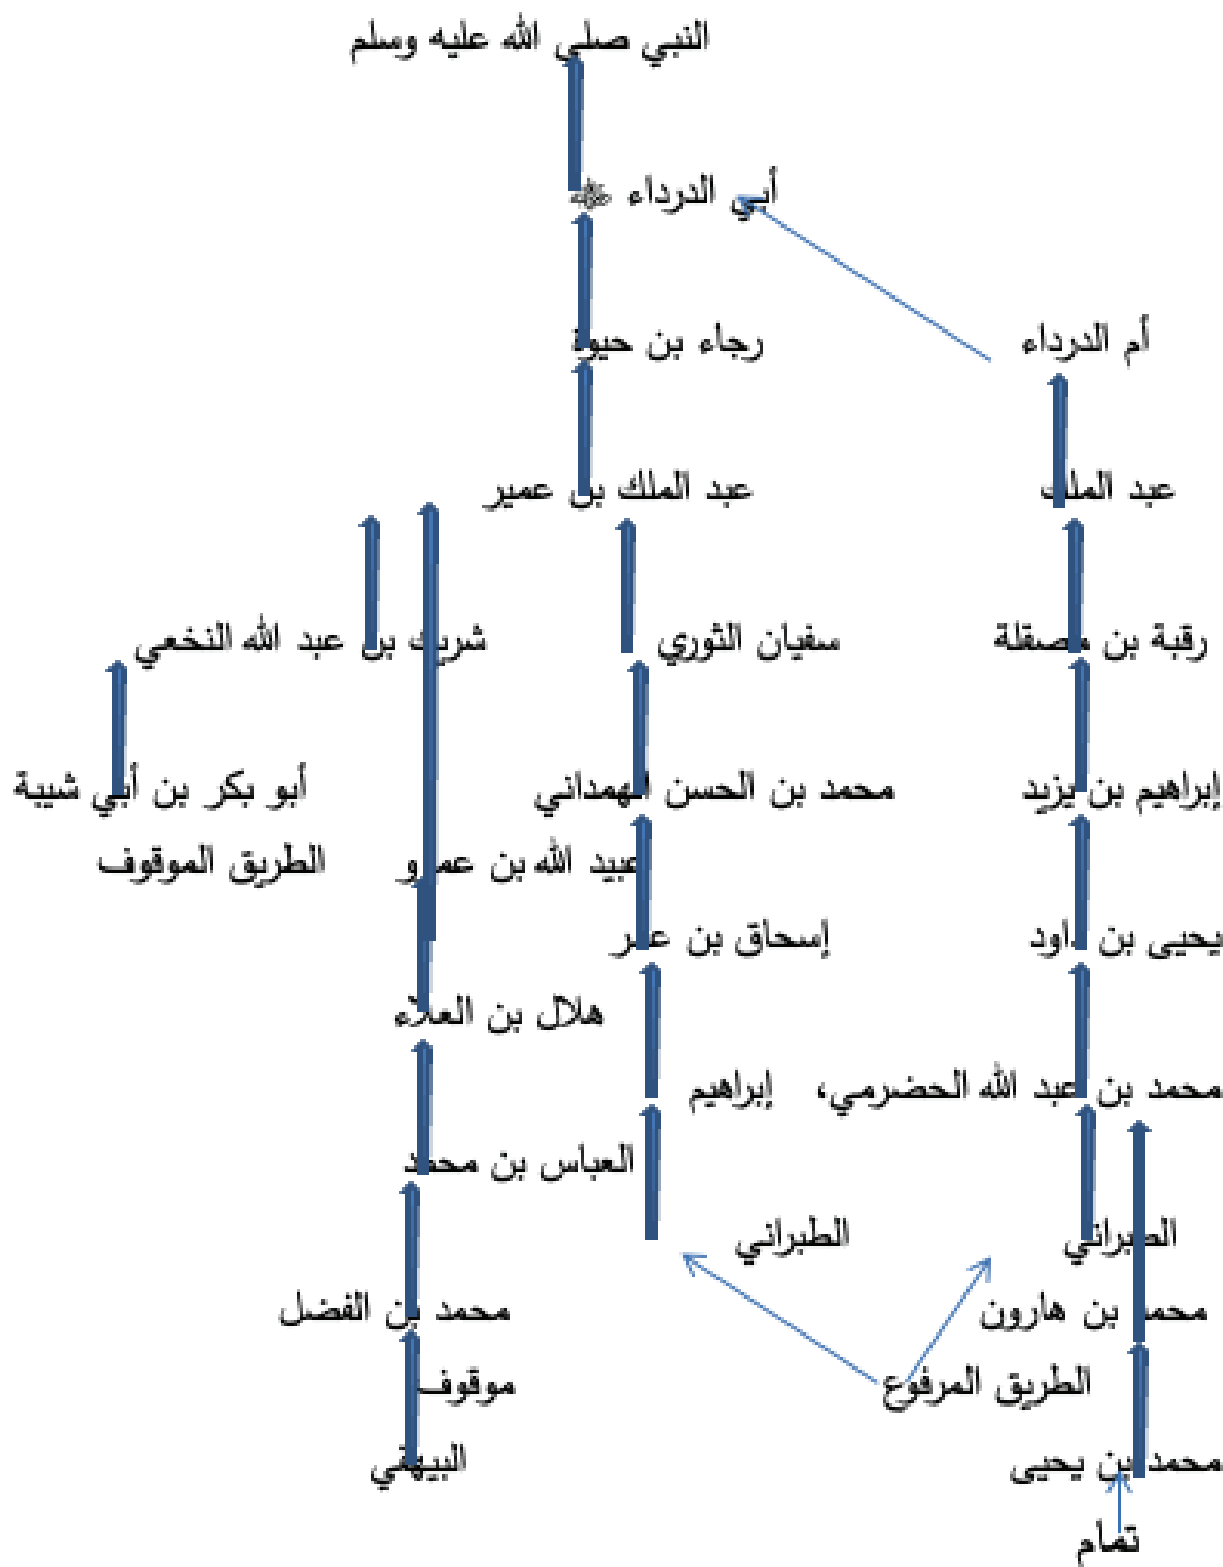 النبي صلي الله عليه وسلم
أبي الدرداء ﵁
أم الدرداء
رجاء بن حيوة
عبد الملك
عبد الملك بن عمير
رقبة بن مصقلة
سفيان الثوري
شريك بن عبد الله النخعي
إبراهيم بن يزيد
محمد بن الحسن الهمداني
أبو بكر بن أبي شيبة
عبيد الله بن عمرو
الطريق الموقوف
يحيى بن داود
إسحاق بن
هلال بن العلاء
محمد بن عبد الله الحضرمي،
إبراهيم
العباس بن محمد
الطبراني
الطبراني
محمد بن هارون
محمد بن الفضل
الطريق المرفوع
موقوف
محمد بن يحيى
البيهقي
تمام